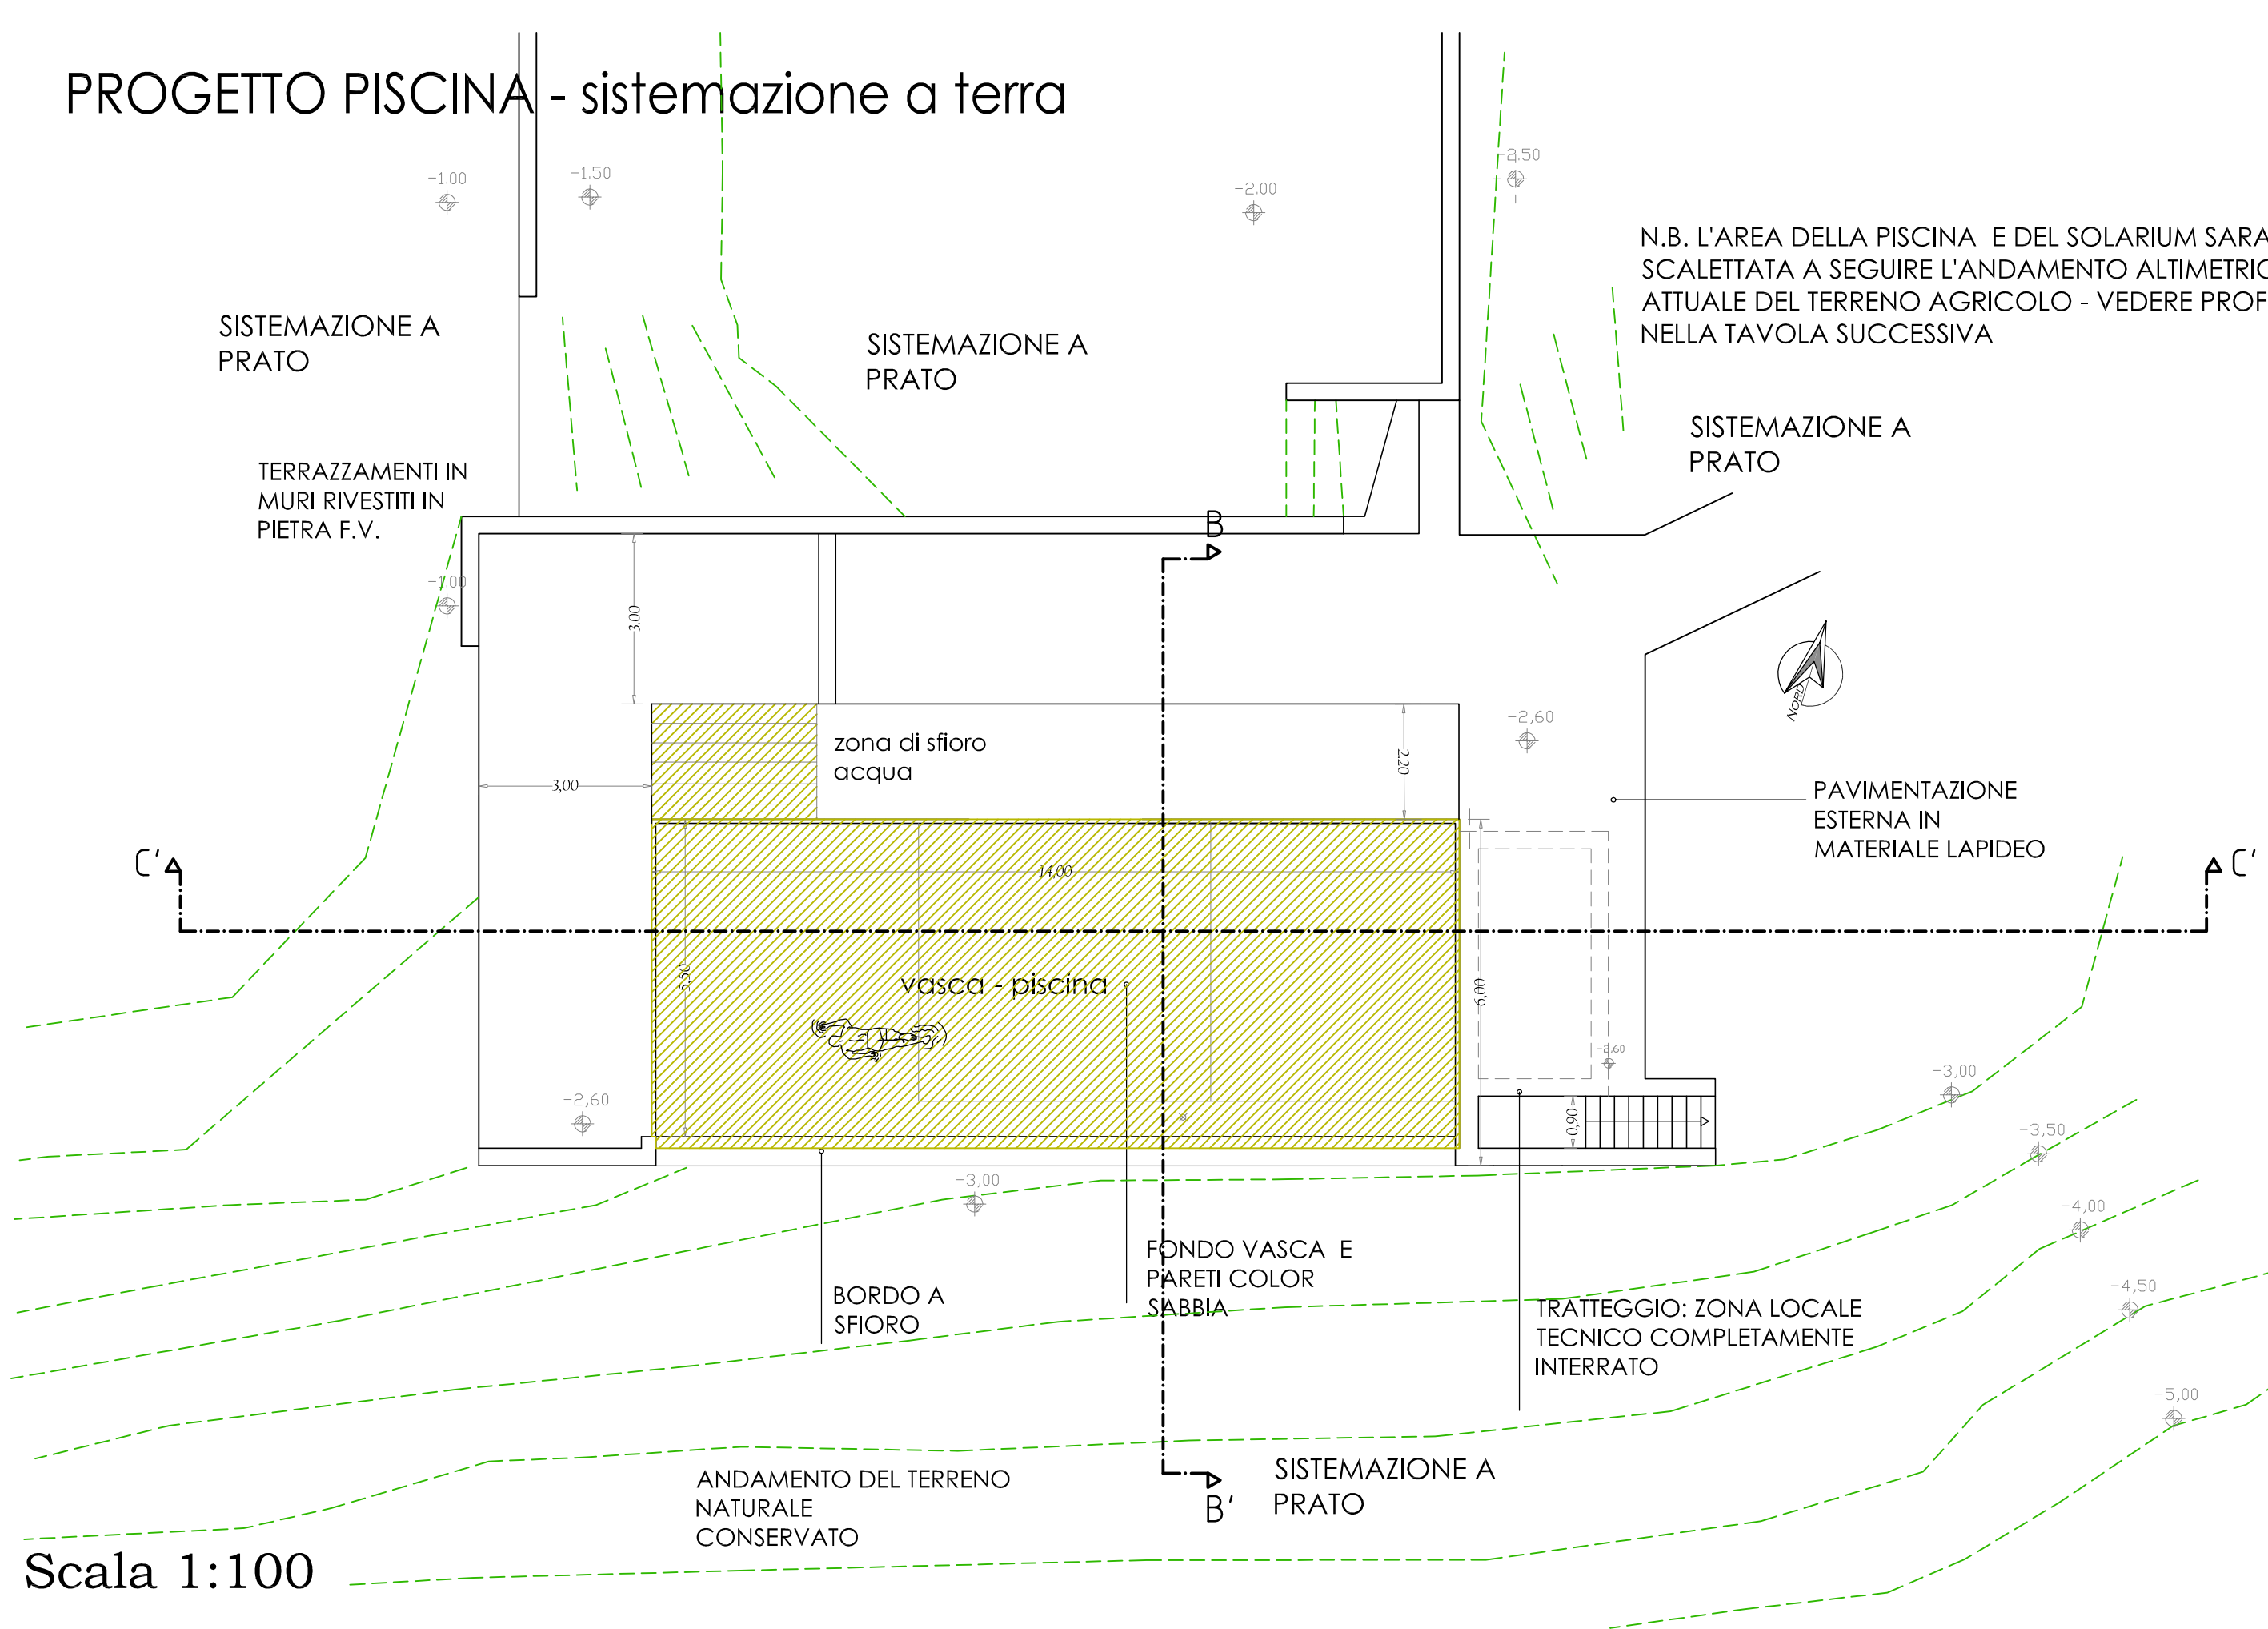 PROGETTO PISCINA - sistemazione a terra
-1.00
-1.50
-2.00
-2.50
N.B. L'AREA DELLA PISCINA E DEL SOLARIUM SARA
SCALETTATA A SEGUIRE L'ANDAMENTO ALTIMETRIC
ATTUALE DEL TERRENO AGRICOLO - VEDERE PROF
NELLA TAVOLA SUCCESSIVA
SISTEMAZIONE A
PRATO
SISTEMAZIONE A
PRATO
SISTEMAZIONE A
PRATO
TERRAZZAMENTI IN
MURI RIVESTITI IN
PIETRA F.V.
B
-1.00
3.00
NORD
-2,60
zona di sfioro
acqua
2.20
3,00
PAVIMENTAZIONE
ESTERNA IN
MATERIALE LAPIDEO
C'
C'
14,00
5,50
vasca - piscina
6,00
-2,60
-2,60
0,90
-3,00
-3,50
-3,00
-4,00
FONDO VASCA E
PARETI COLOR
SABBIA
BORDO A
SFIORO
-4,50
TRATTEGGIO: ZONA LOCALE
TECNICO COMPLETAMENTE
INTERRATO
-5,00
ANDAMENTO DEL TERRENO
NATURALE
CONSERVATO
B'
SISTEMAZIONE A
PRATO
Scala 1:100